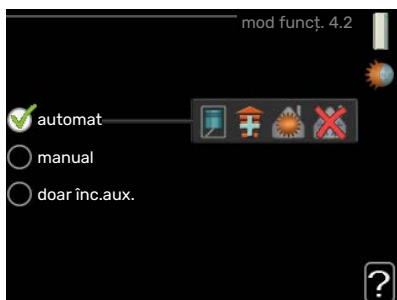 mod funcț. 4.2
automat
manual
doar înc.aux.
?